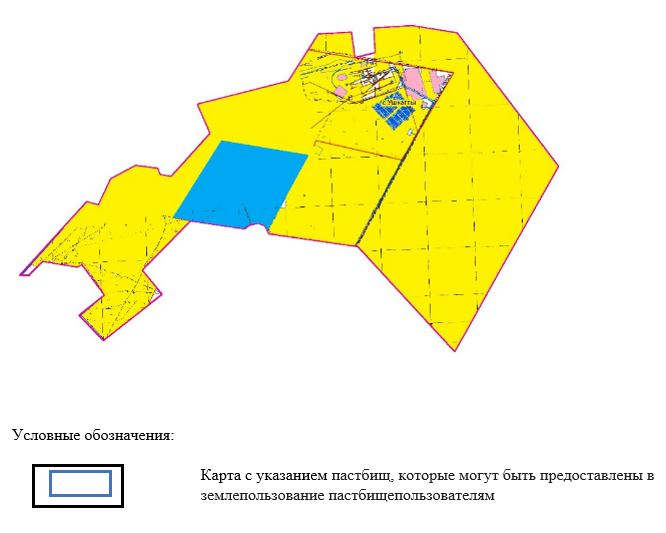 с.Ушкатты
Условные обозначения:
Карта с указанием пастбищ, которые могут быть предоставлены в
землепользование пастбищепользователям